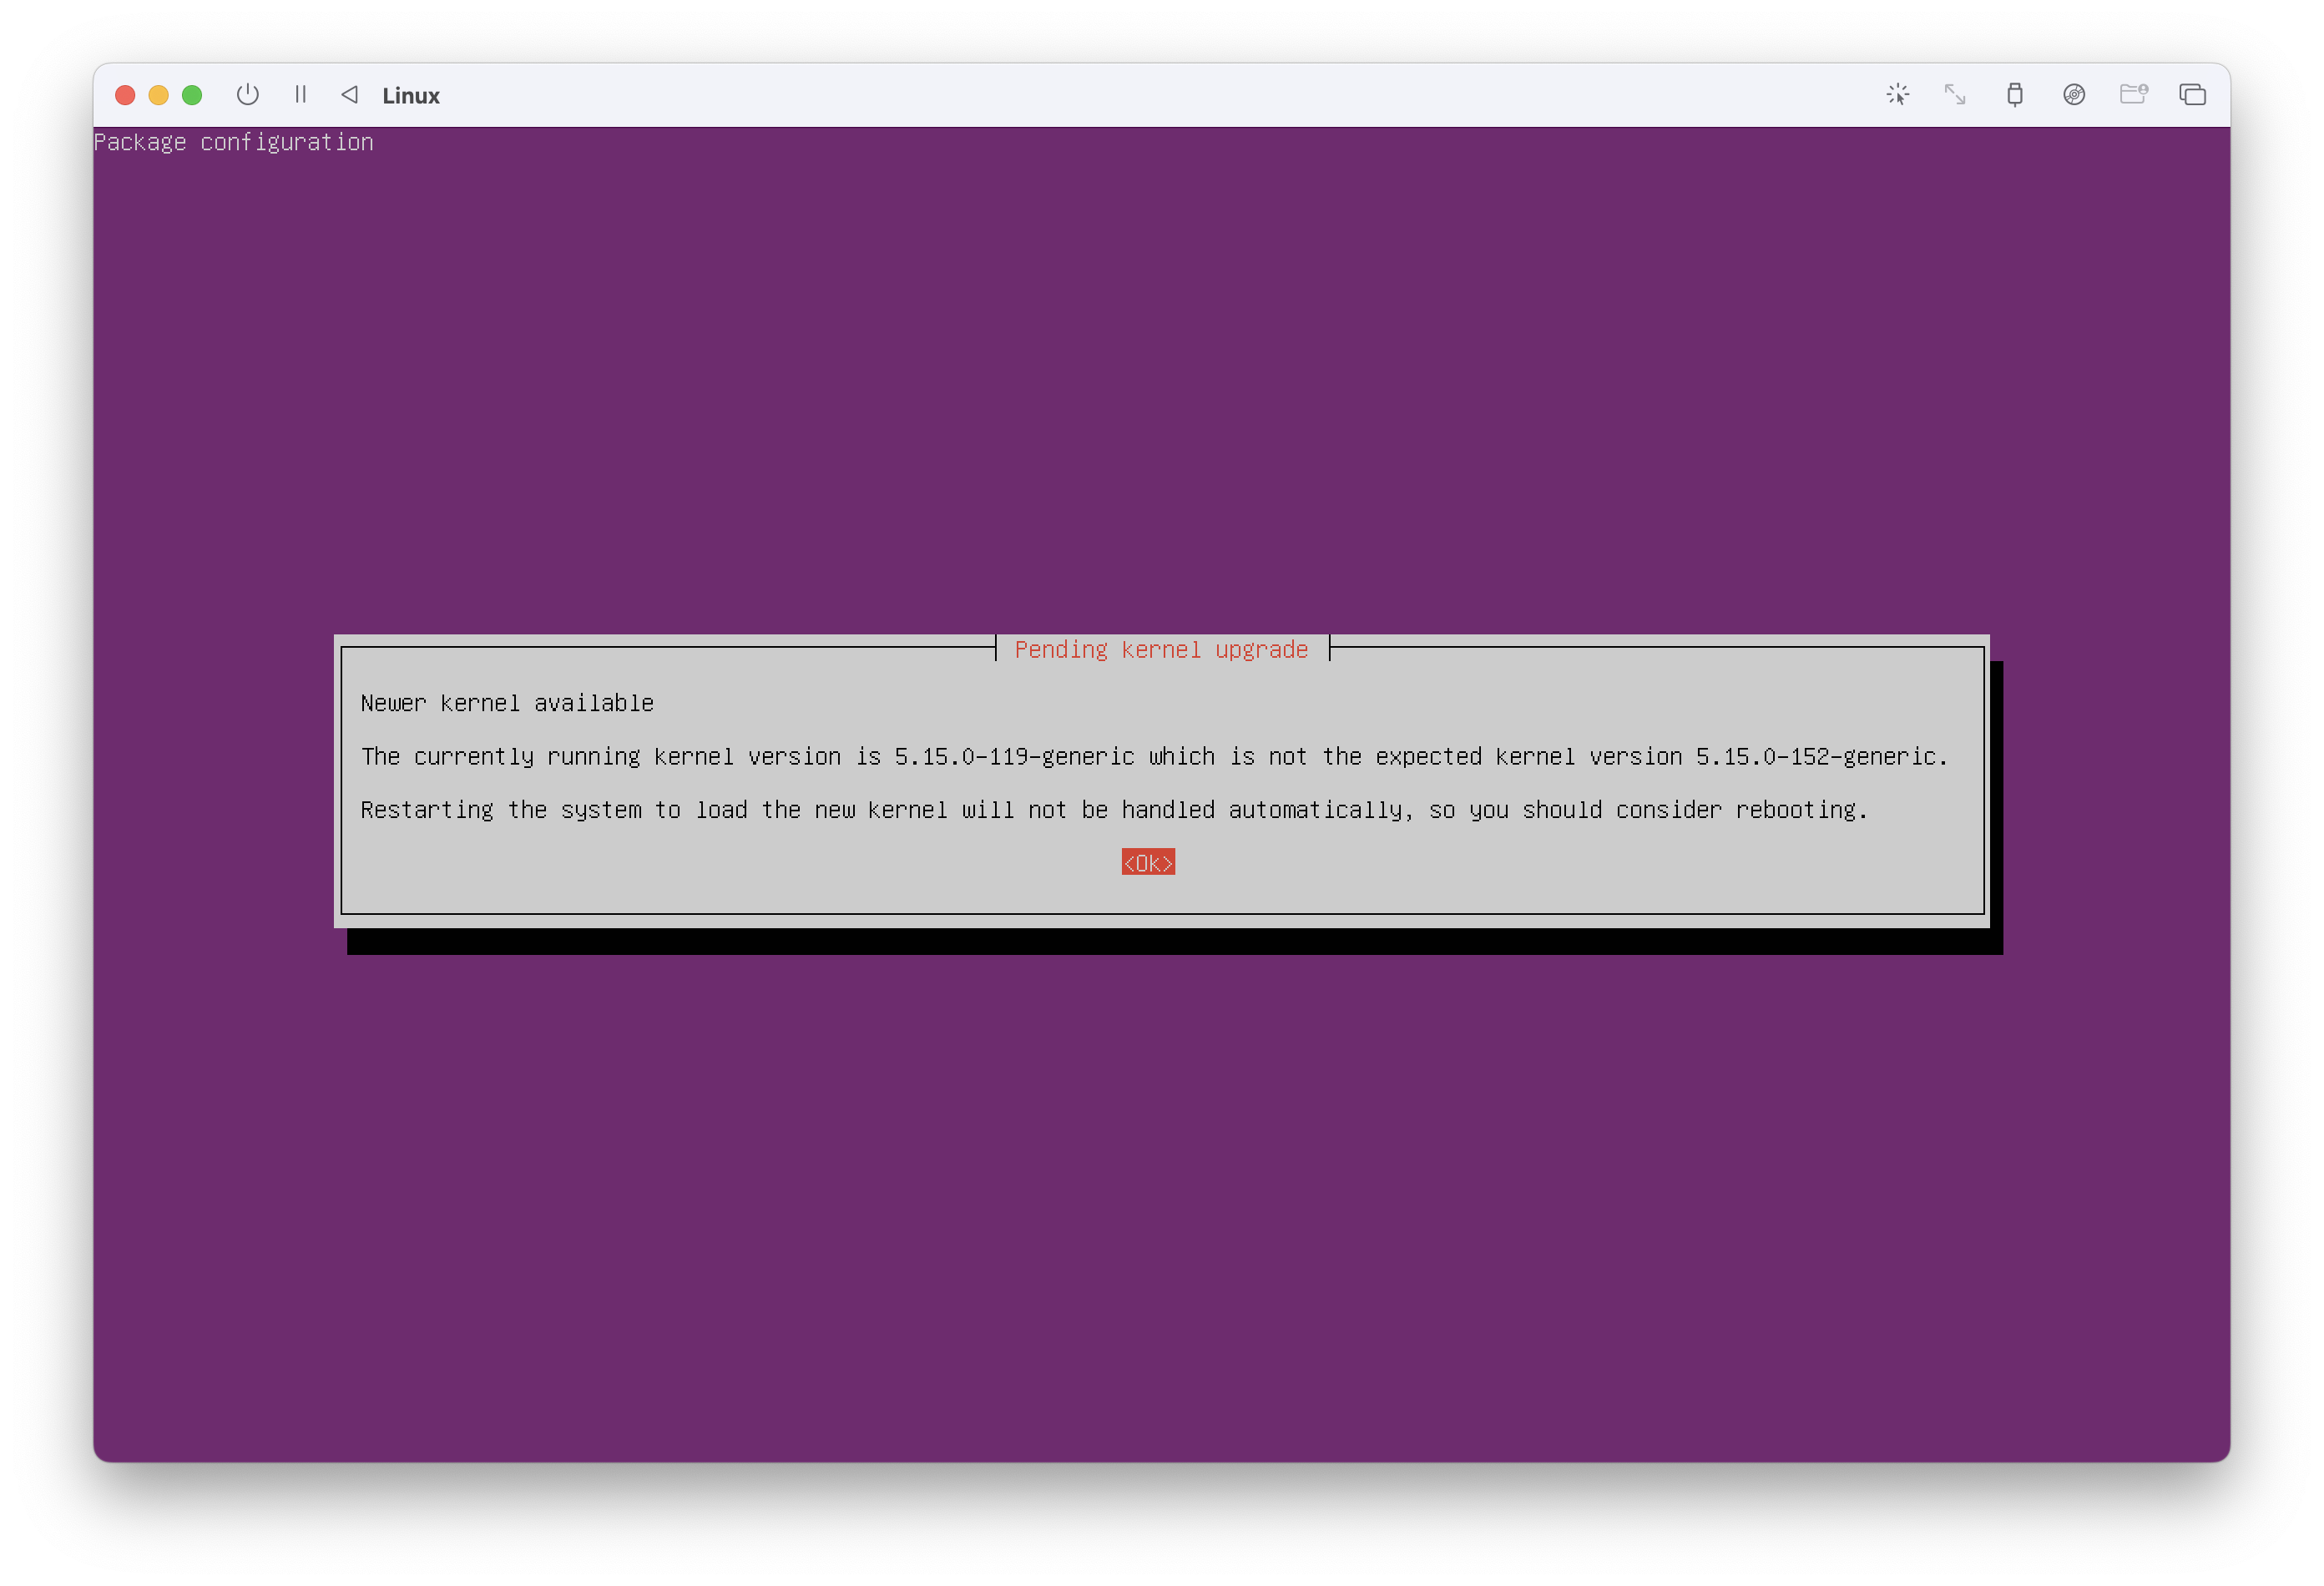 Linux
Package configuration
Pending kernel upgrade
Newer kernel available
The currently running kernel version is 5.15.0-119-generic which is not the expected kernel version 5.15.0-152-generic.
Restarting the system to load the new kernel will not be handled automatically, so you should consider rebooting.
<Ok>